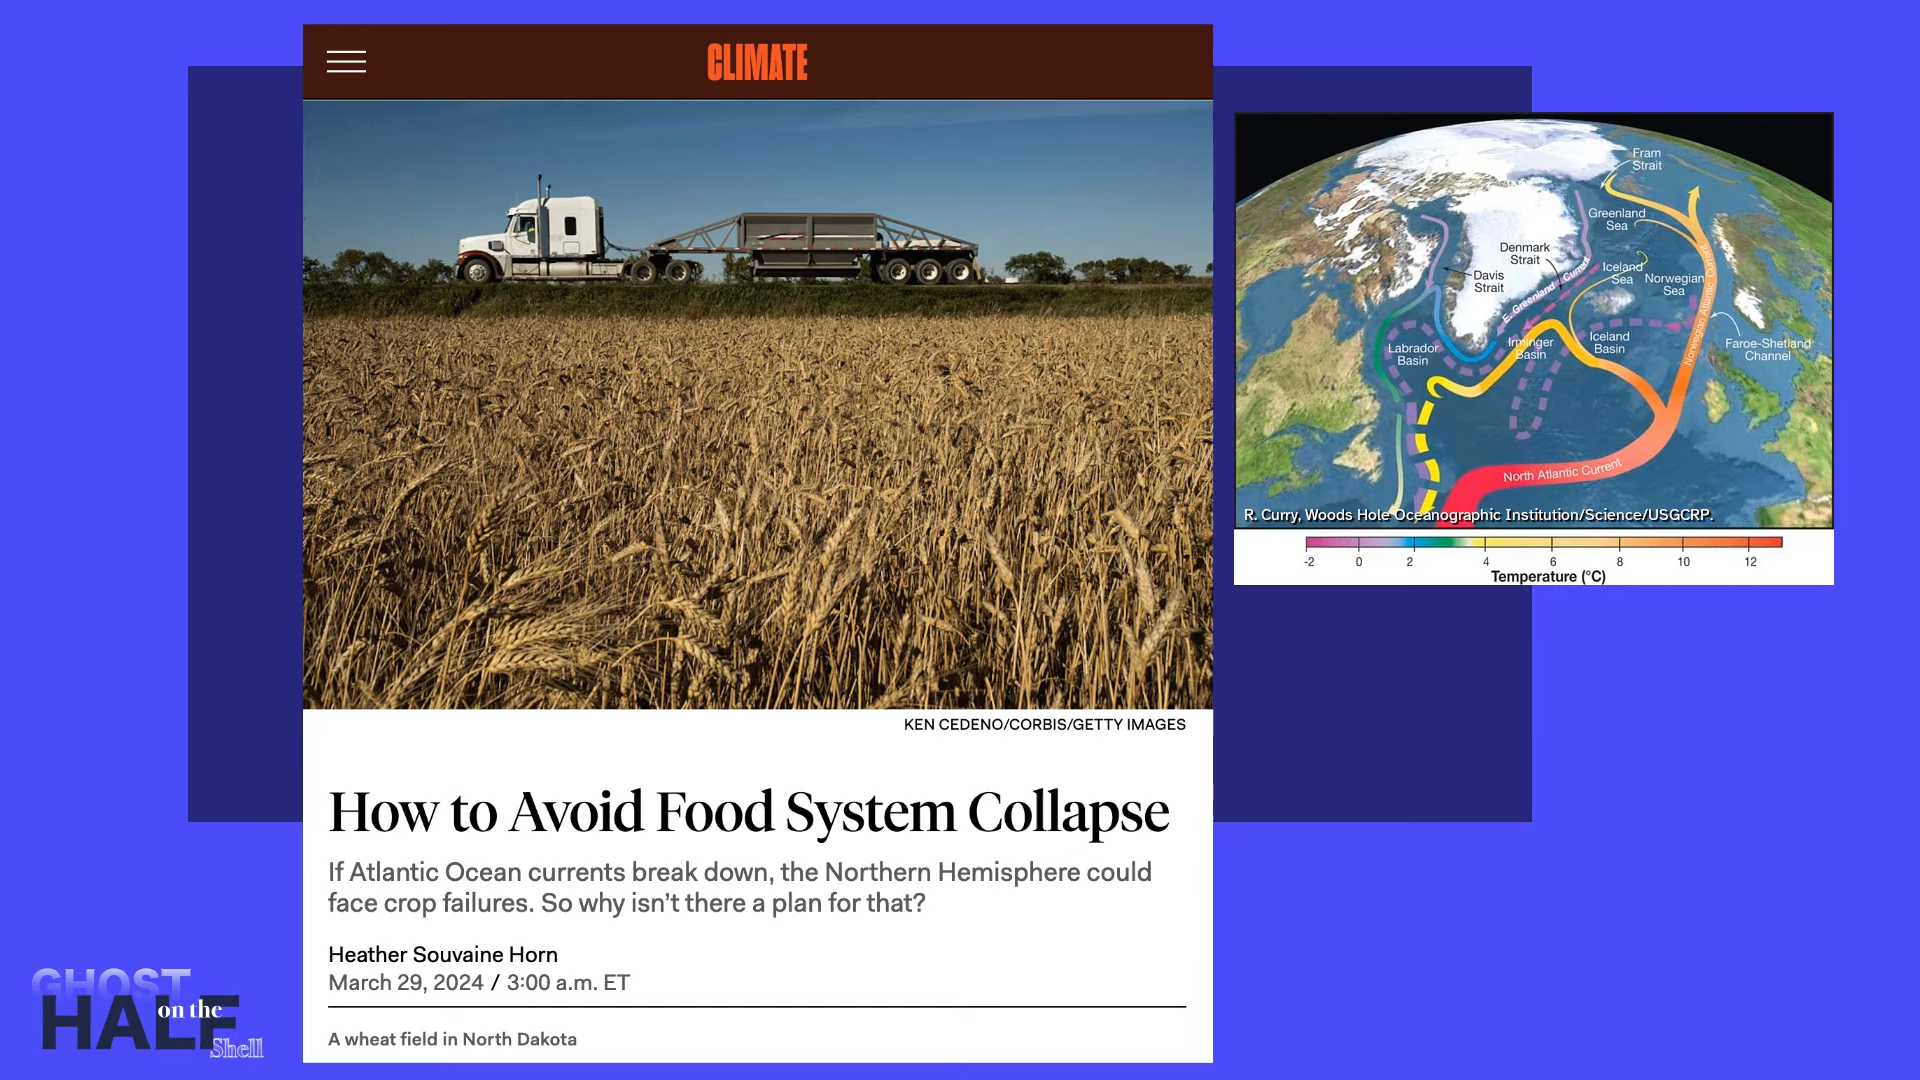 CLIMATE
KEN CEDENO/CORBIS/GETTY IMAGES
How to Avoid Food System Collapse
If Atlantic Ocean currents break down, the Northern Hemisphere could
face crop failures. So why isn't there a plan for that?
Heather Souvaine Horn
March 29, 2024 / 3:00 a.m. ET
A wheat field in North Dakota
Fram
Strait
Greenland
Sea
Denmark
Strait
Davis
Strait
Iceland
Sea
Norwegian
Sea
E. Greenland Current
Norwegian Atlantic Current
Labrador
Basin
Irminger
Basin
Iceland
Basin
Faroe-Shetland
Channel
North Atlantic Current
R. Curry, Woods Hole Oceanographic Institution/Science/USGCRP.
-2 0 2 4 6 8 10 12
Temperature (°C)
GHOST
on the
HALF
Shell